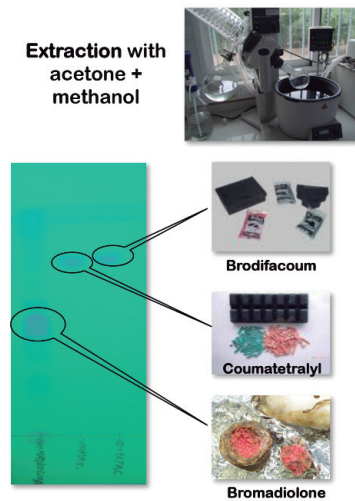 Extraction with
acetone +
methanol
Brodifacoum
Coumatetralyl
Bromadiolone